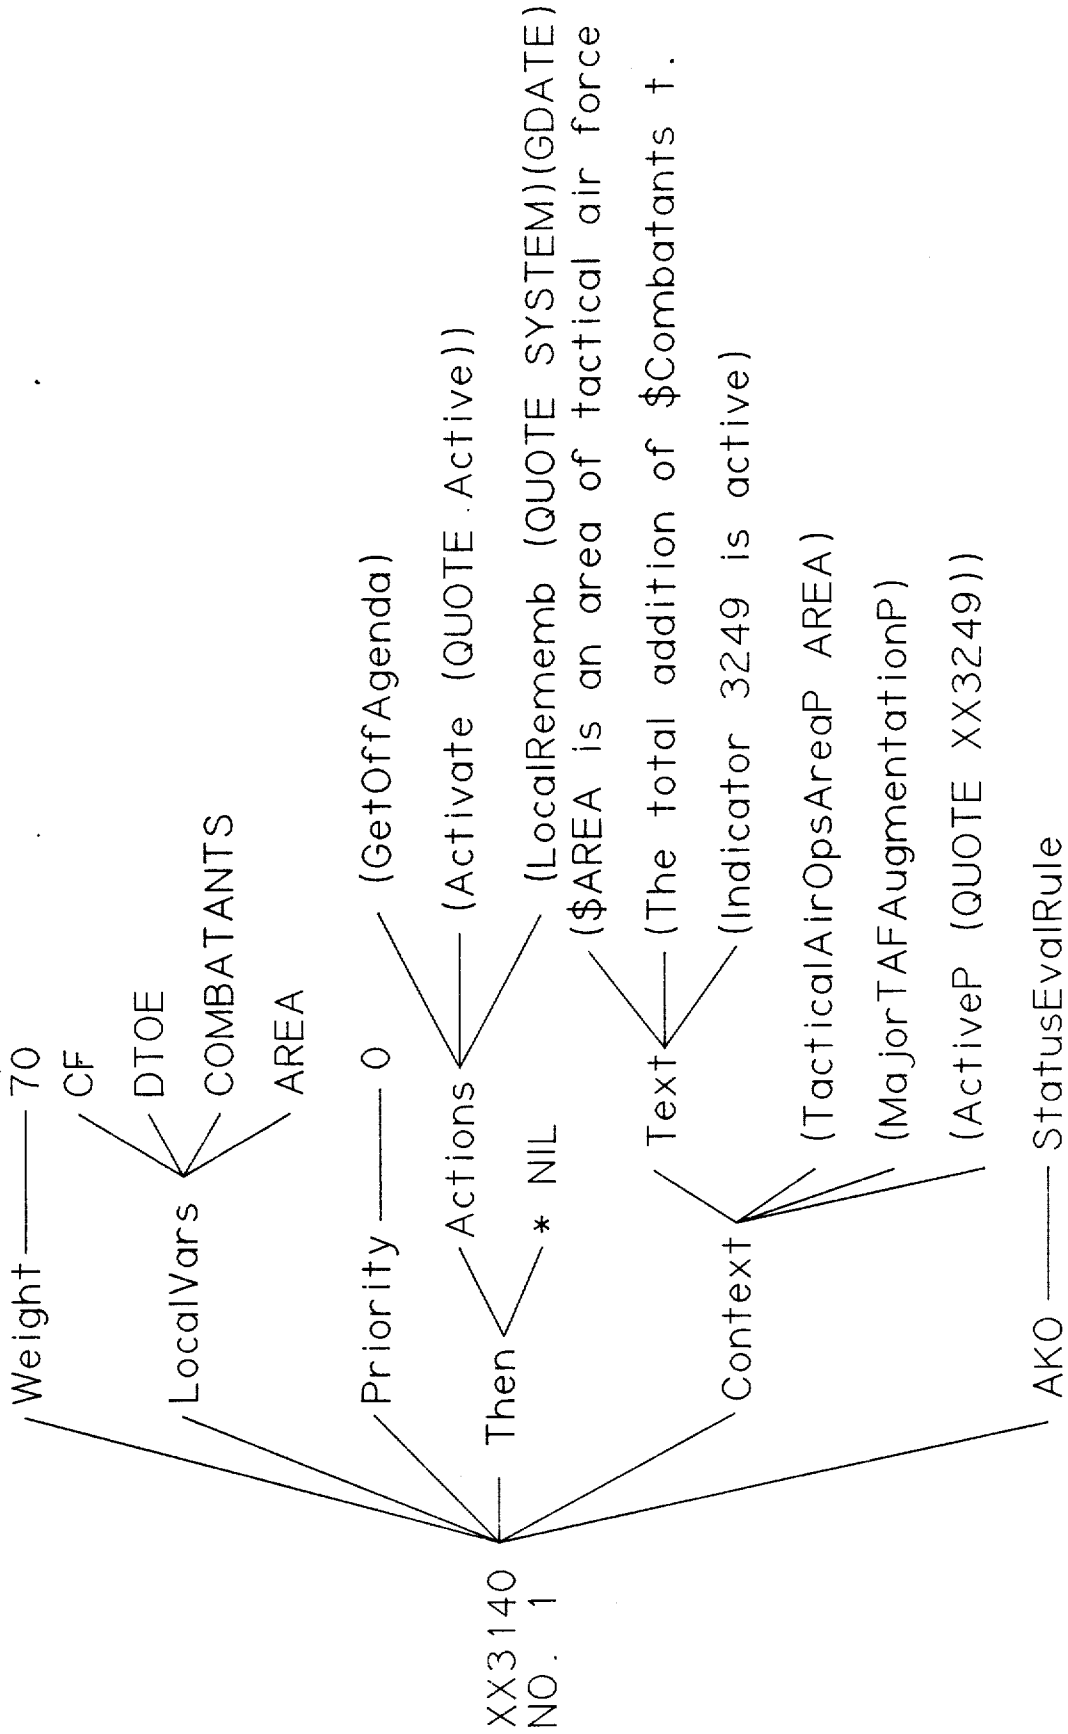 Weight 70
CF
DTOE
LocalVars
COMBATANTS
AREA
Priority 0
(GetOffAgenda)
Actions (Activate (QUOTE Active))
XX3140 Then
NO. 1
* NIL
(LocalRememb (QUOTE SYSTEM)(GDATE)
($AREA is an area of tactical air force
Text (The total addition of $Combatants t.
(Indicator 3249 is active)
Context
(TacticalAirOpsAreaP AREA)
(MajorTAFAugmentationP)
(ActiveP (QUOTE XX3249))
AKO StatusEvalRule